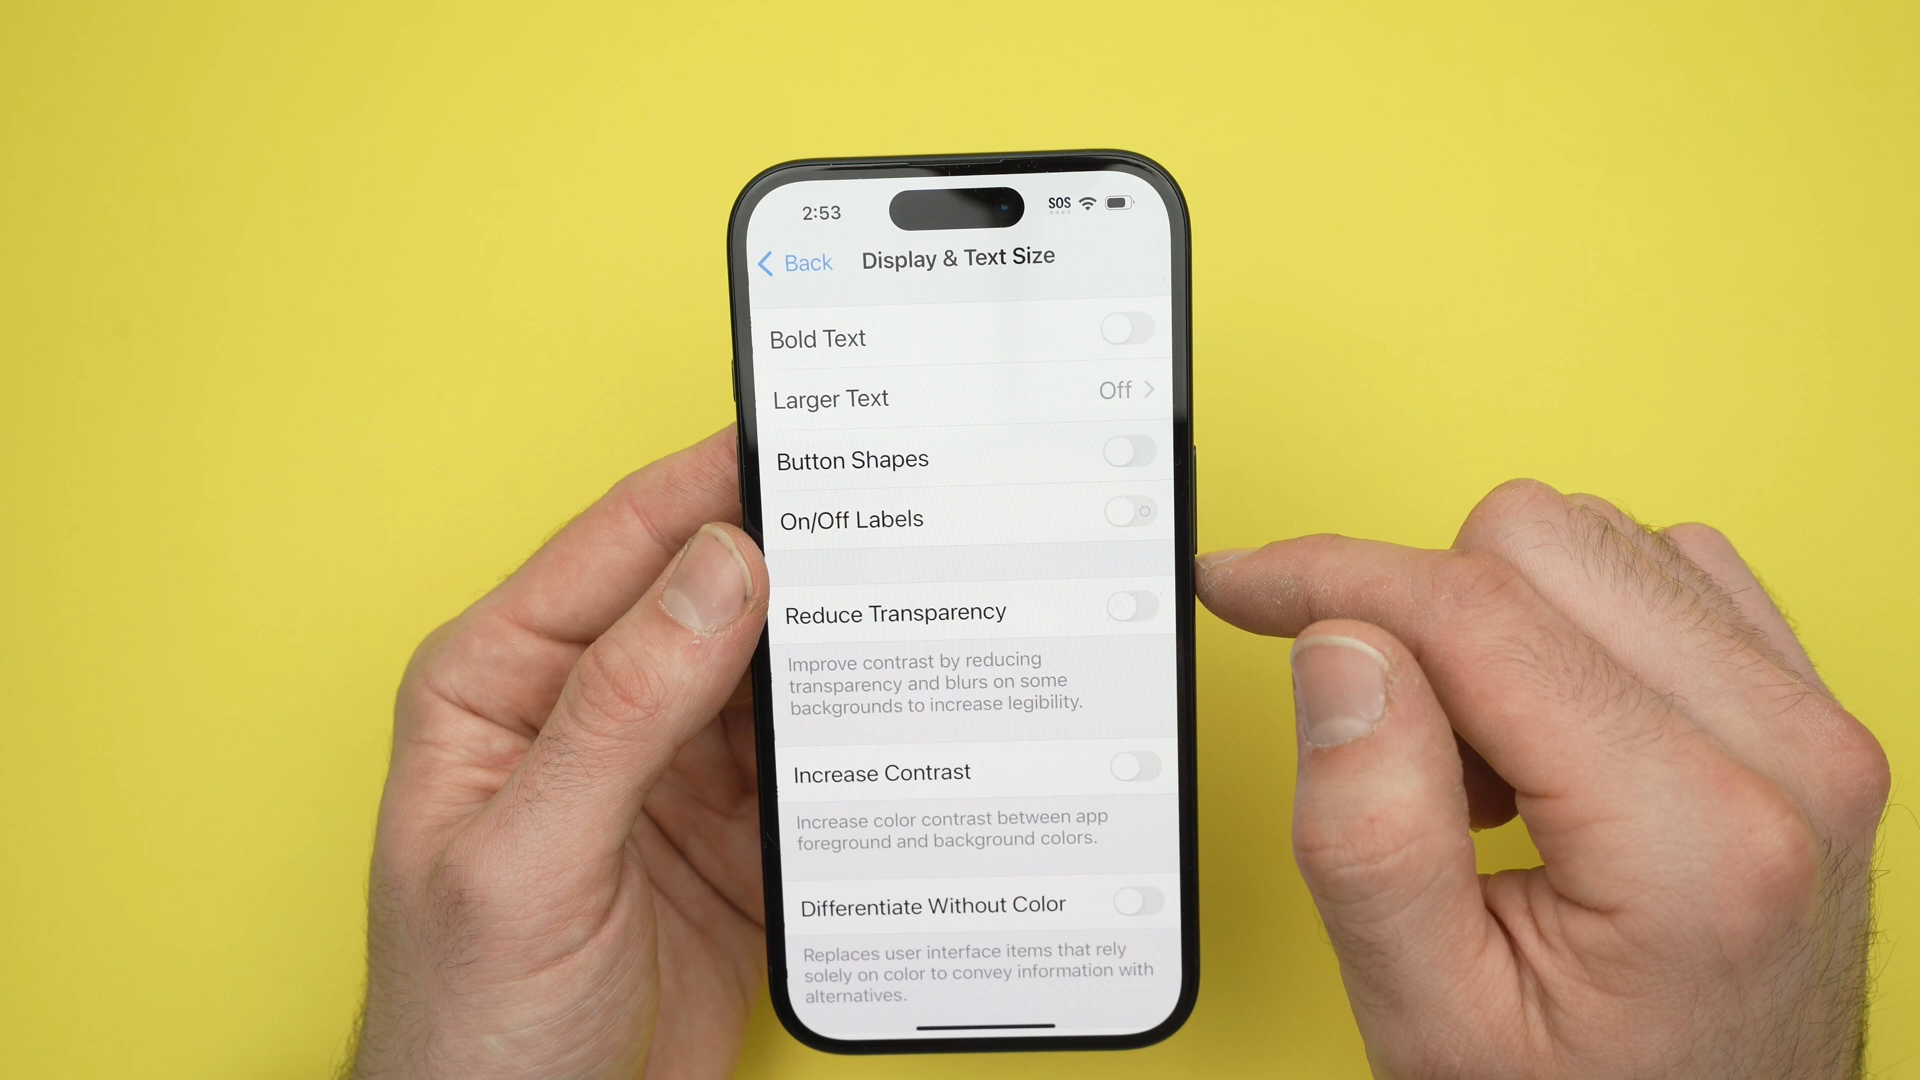 2:53
SOS
Back
Display & Text Size
Bold Text
Larger Text
Off
Button Shapes
On/Off Labels
Reduce Transparency
Improve contrast by reducing
transparency and blurs on some
backgrounds to increase legibility.
Increase Contrast
Increase color contrast between app
foreground and background colors.
Differentiate Without Color
Replaces user interface items that rely
solely on color to convey information with
alternatives.